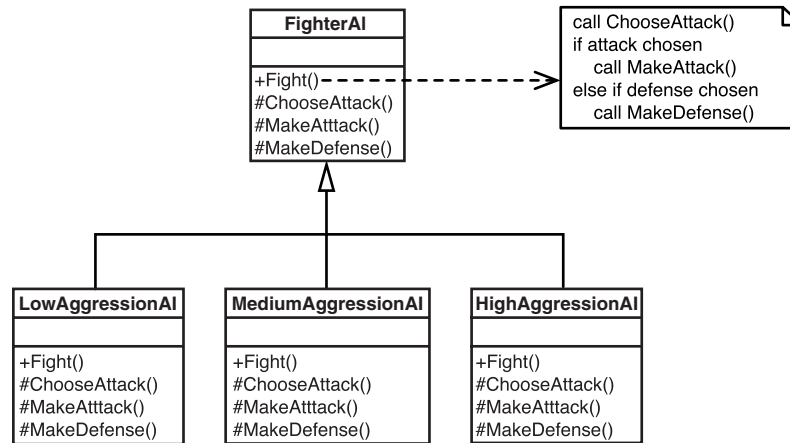 FighterAI
+Fight()
#ChooseAttack()
#MakeAtttack()
#MakeDefense()
call ChooseAttack()
if attack chosen
call MakeAttack()
else if defense chosen
call MakeDefense()
LowAggressionAI
+Fight()
#ChooseAttack()
#MakeAtttack()
#MakeDefense()
MediumAggressionAI
+Fight()
#ChooseAttack()
#MakeAtttack()
#MakeDefense()
HighAggressionAI
+Fight()
#ChooseAttack()
#MakeAtttack()
#MakeDefense()